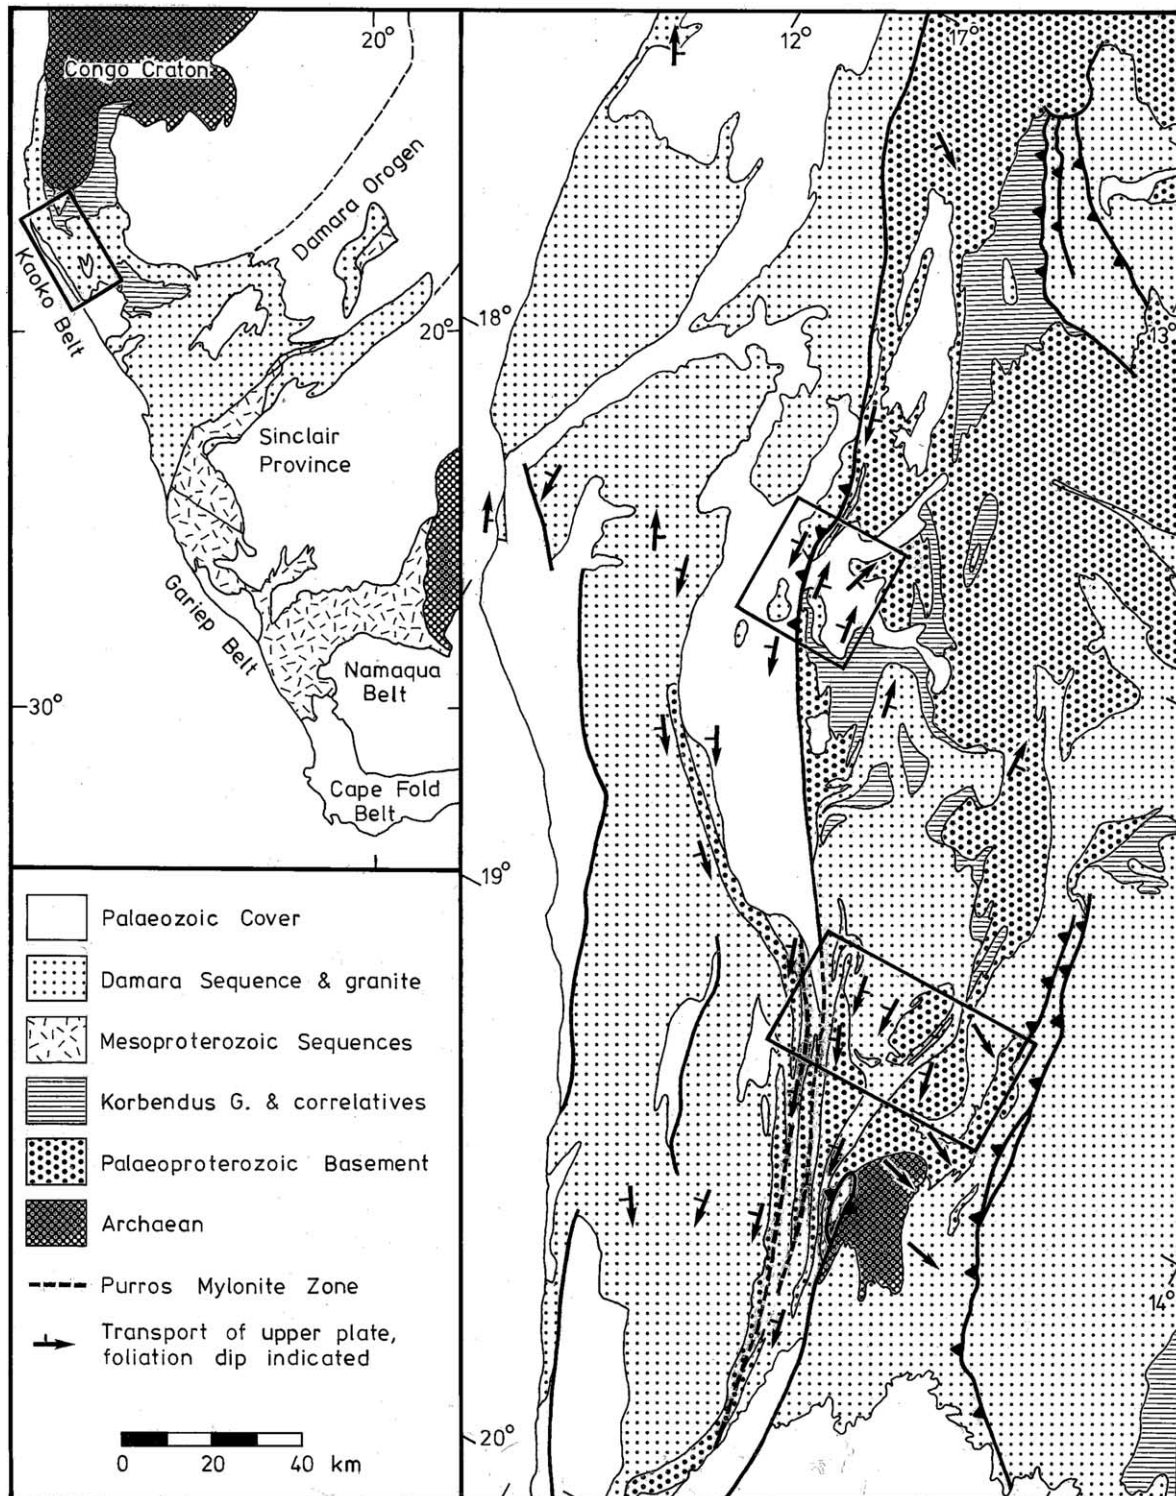 20°
Congo Craton
Damara Orogen
Kaoko Belt
20°
Sinclair
Province
Gariep Belt
30°
Namaqua
Belt
Cape Fold
Belt
Palaeozoic Cover
Damara Sequence & granite
Mesoproterozoic Sequences
Korbendus G. & correlatives
Palaeoproterozoic Basement
Archaean
Purros Mylonite Zone
Transport of upper plate,
foliation dip indicated
0 20 40 km
12°
17°
18°
13°
19°
14°
20°